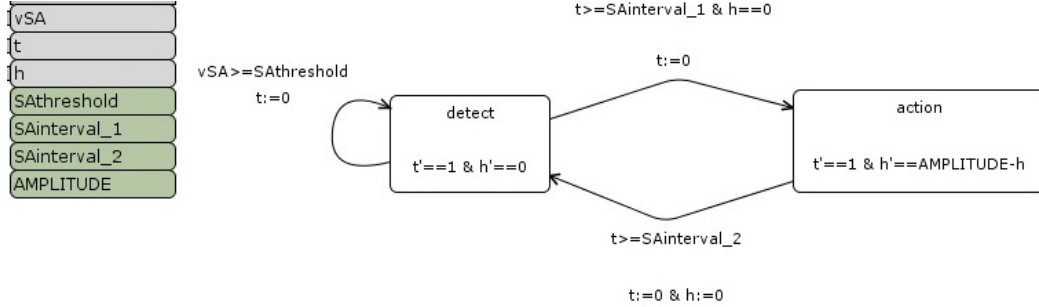 vSA
t
h
SAthreshold
SAinterval_1
SAinterval_2
AMPLITUDE
t>=SAinterval_1 & h==0
t:=0
vSA>=SAthreshold
t:=0
detect
t'==1 & h'==0
action
t'==1 & h'==AMPLITUDE-h
t>=SAinterval_2
t:=0 & h:=0